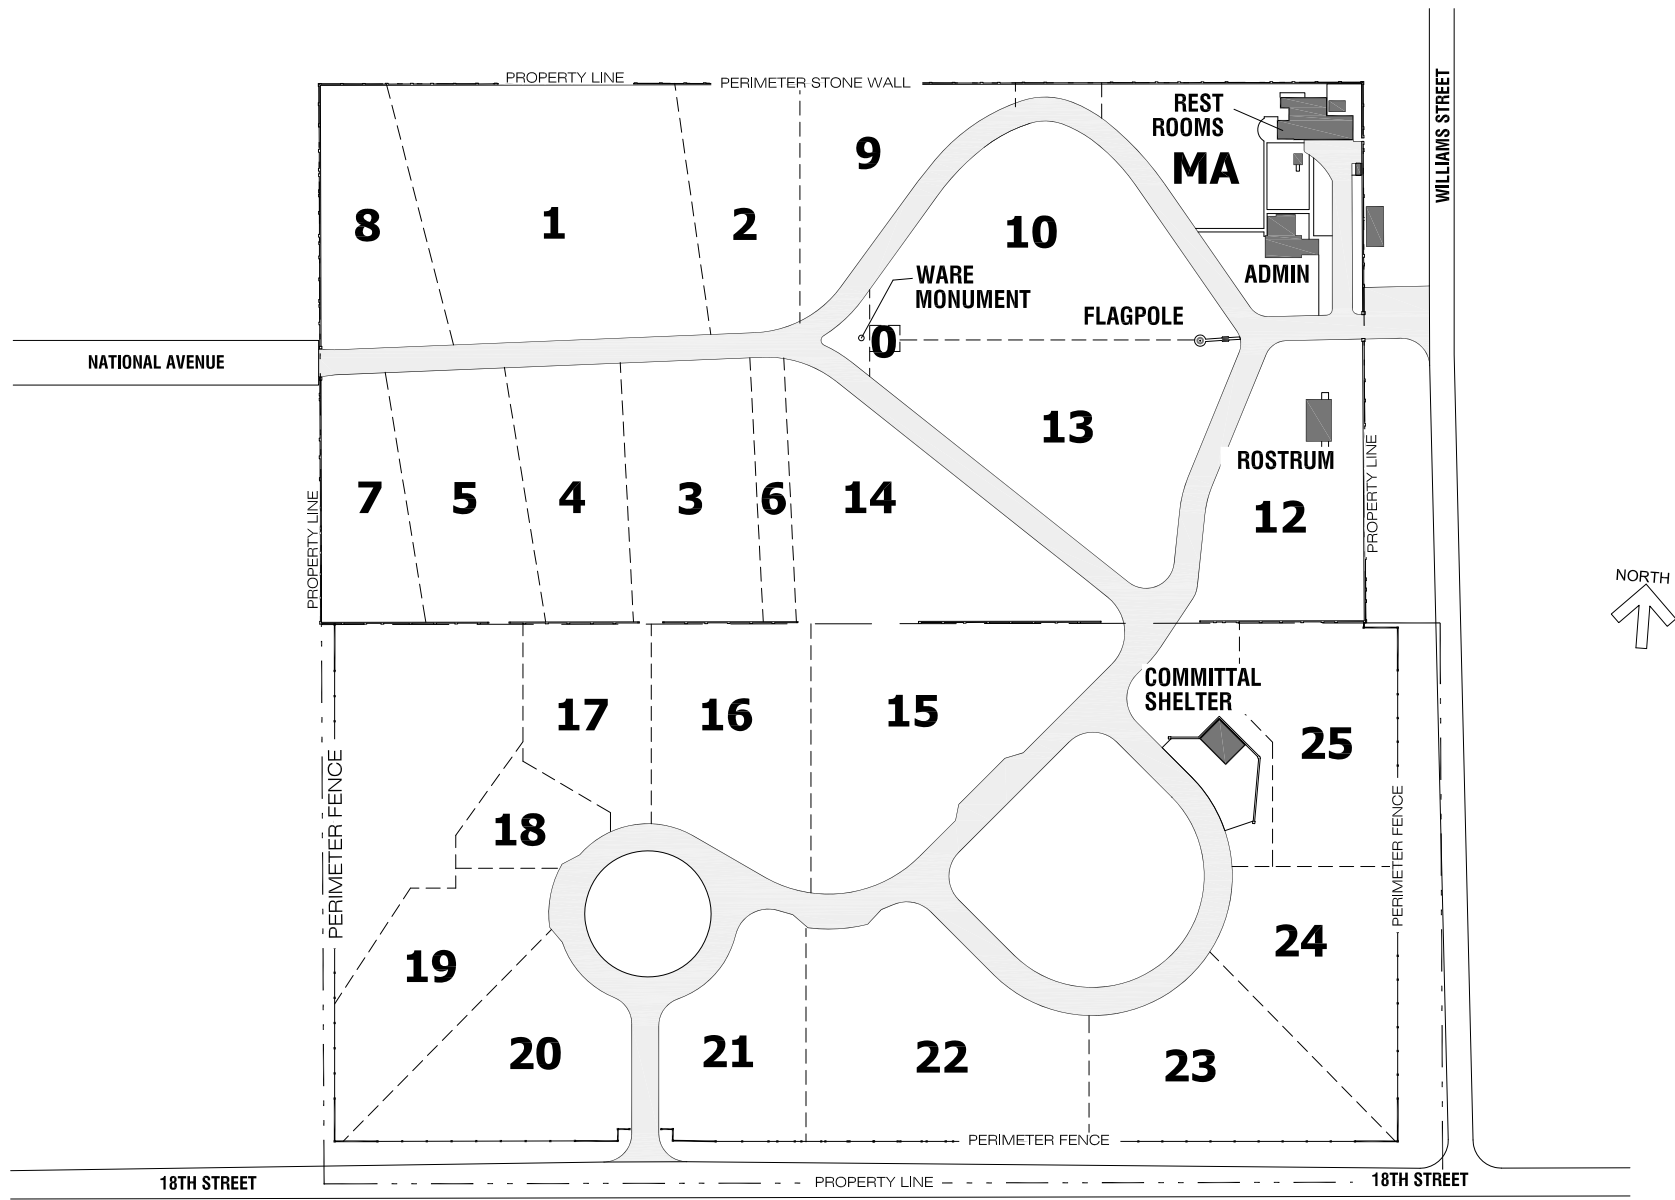 PROPERTY LINE
PERIMETER STONE WALL
WILLIAMS STREET
REST
ROOMS
MA
9
8
1
2
10
ADMIN
WARE
MONUMENT
FLAGPOLE
0
NATIONAL AVENUE
13
ROSTRUM
PROPERTY LINE
7
5
4
3
6
14
12
PROPERTY LINE
NORTH
COMMITTAL
SHELTER
17
16
15
25
PERIMETER FENCE
18
PERIMETER FENCE
19
24
20
21
22
23
PERIMETER FENCE
18TH STREET
PROPERTY LINE
18TH STREET